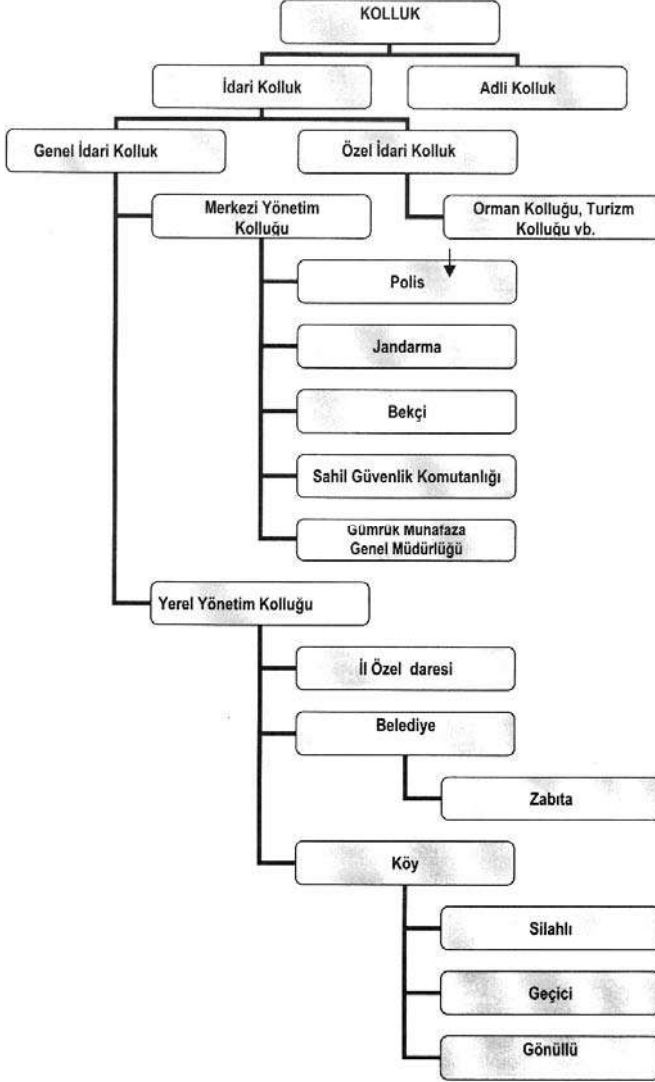 KOLLUK
İdari Kolluk
Adli Kolluk
Genel İdari Kolluk
Özel İdari Kolluk
Merkezi Yönetim
Kolluğu
Orman Kolluğu, Turizm
Kolluğu vb.
Polis
Jandarma
Bekçi
Sahil Güvenlik Komutanlığı
Gümrük Muhafaza
Genel Müdürlüğü
Yerel Yönetim Kolluğu
İl Özel daresi
Belediye
Zabıta
Köy
Silahlı
Geçici
Gönüllü